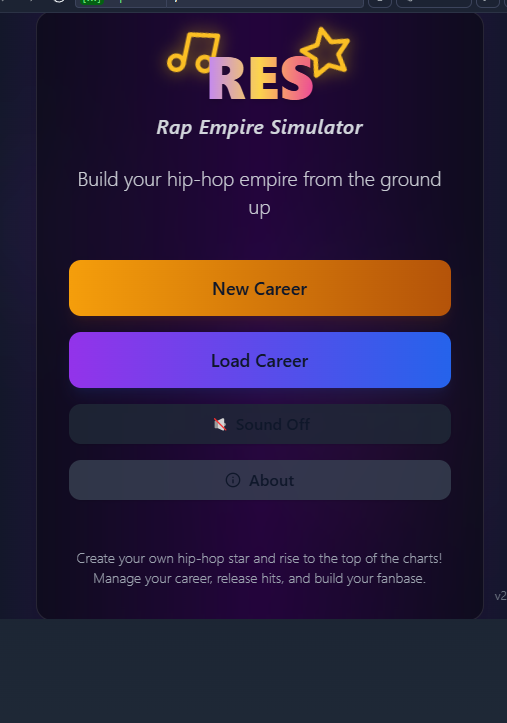 RES
Rap Empire Simulator
Build your hip-hop empire from the ground
up
New Career
Load Career
Sound Off
About
Create your own hip-hop star and rise to the top of the charts!
Manage your career, release hits, and build your fanbase.
v2